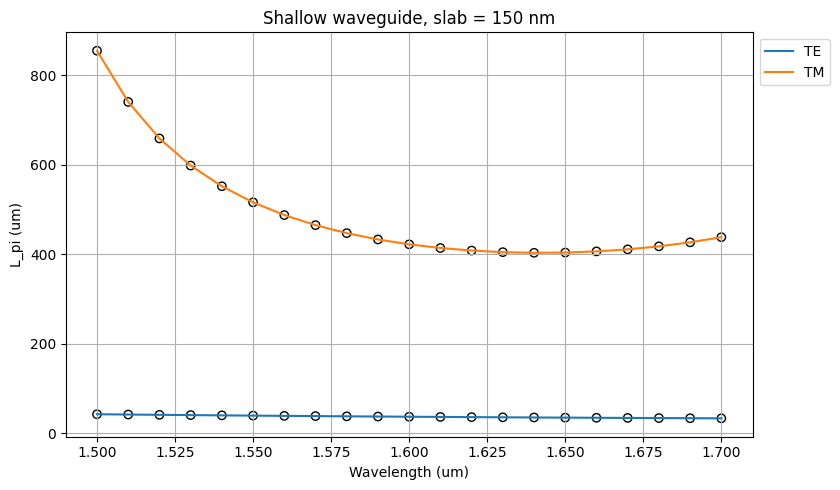 Shallow waveguide, slab = 150 nm
TE
TM
800
600
400
200
0
L_pi (um)
1.500 1.525 1.550 1.575 1.600 1.625 1.650 1.675 1.700
Wavelength (um)